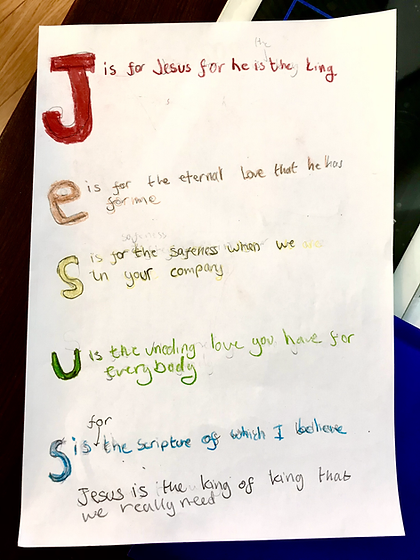 the
J is for Jesus for he is they king.
e is for the eternal love that he has
for me
safeness
S is for the safeness when we are
in your company
u is the uneding love you have for
everybody
for
S is the scripture of which I believe
Jesus is the king of king that
we really need